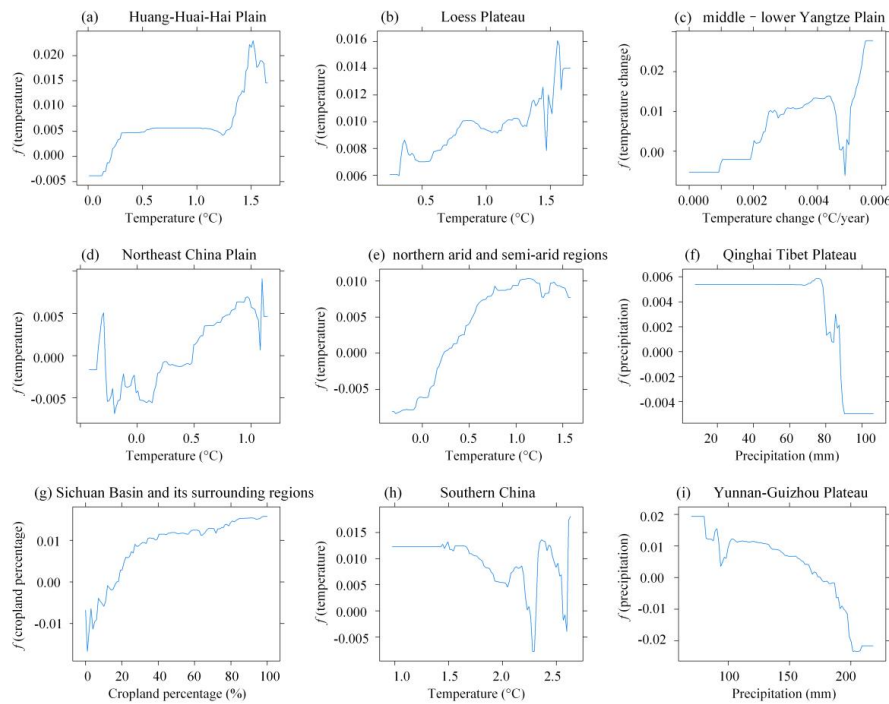 (a) Huang-Huai-Hai Plain
f (temperature)
0.020
0.015
0.010
0.005
0.000
-0.005
0.0 0.5 1.0 1.5
Temperature (°C)
(b) Loess Plateau
f (temperature)
0.016
0.014
0.012
0.010
0.008
0.006
0.5 1.0 1.5
Temperature (°C)
(c) middle - lower Yangtze Plain
f (temperature change)
0.02
0.01
0.00
0.000 0.002 0.004 0.006
Temperature change (°C/year)
(d) Northeast China Plain
f (temperature)
0.005
0.000
-0.005
0.0 0.5 1.0
Temperature (°C)
(e) northern arid and semi-arid regions
f (temperature)
0.010
0.005
0.000
-0.005
0.0 0.5 1.0 1.5
Temperature (°C)
(f) Qinghai Tibet Plateau
f (precipitation)
0.006
0.004
0.002
0.000
-0.002
-0.004
20 40 60 80 100
Precipitation (mm)
(g) Sichuan Basin and its surrounding regions
f (cropland percentage)
0.01
0.00
-0.01
0 20 40 60 80 100
Cropland percentage (%)
(h) Southern China
f (temperature)
0.015
0.010
0.005
0.000
-0.005
1.0 1.5 2.0 2.5
Temperature (°C)
(i) Yunnan-Guizhou Plateau
f (precipitation)
0.02
0.01
0.00
-0.01
-0.02
100 150 200
Precipitation (mm)